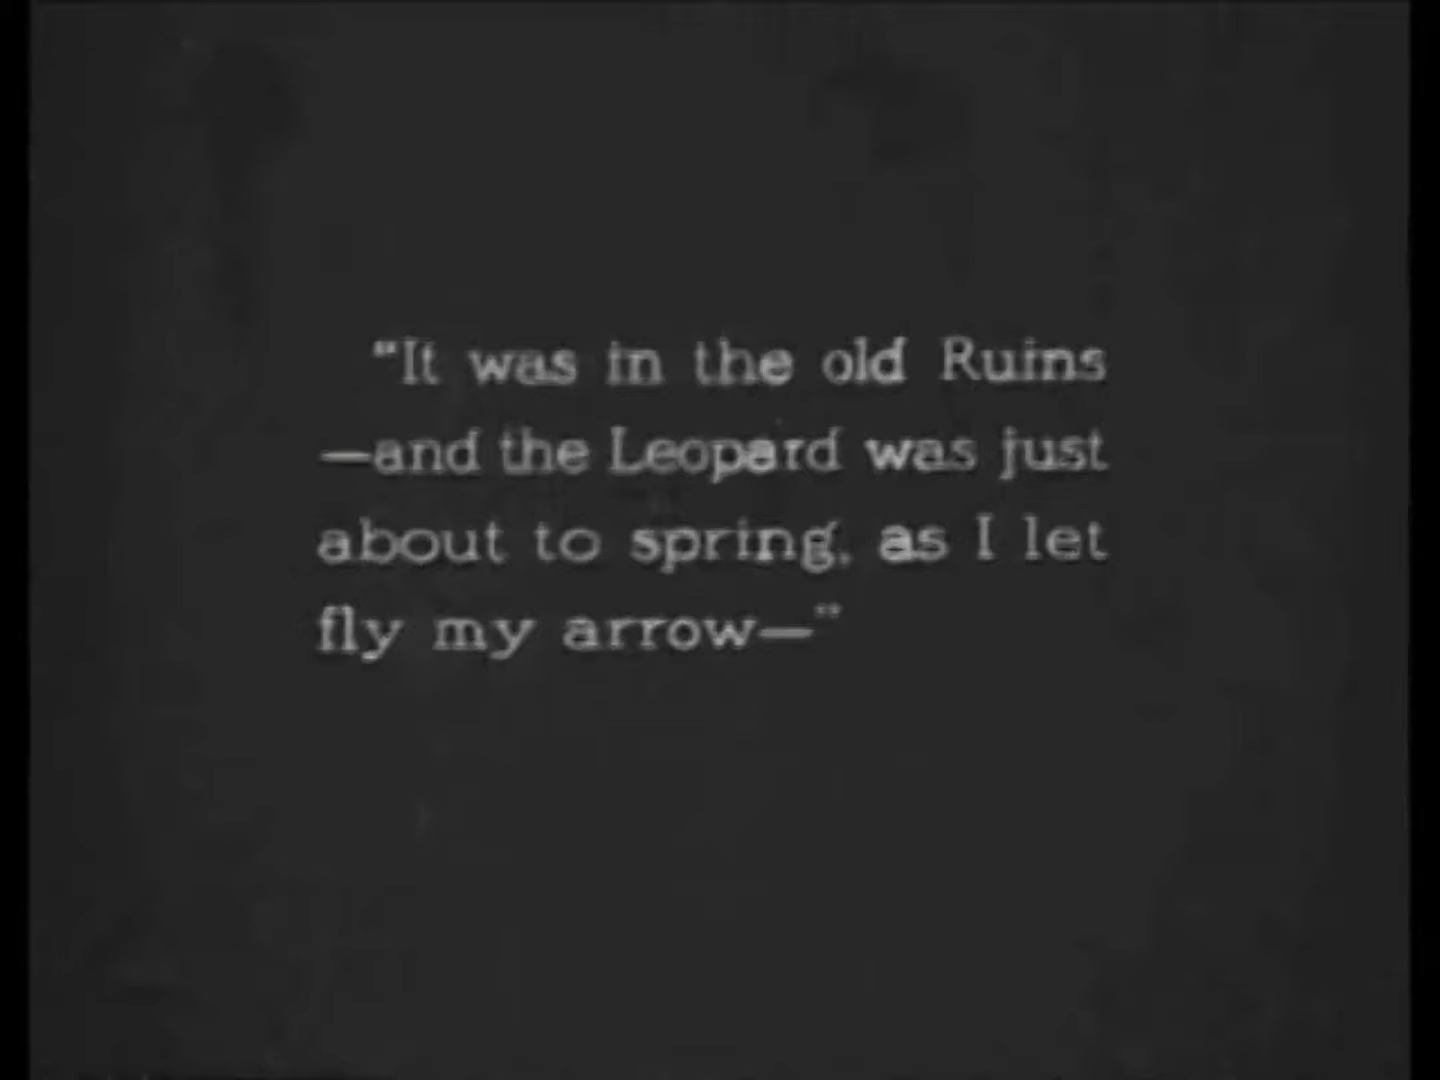 "It was in the old Ruins
—and the Leopard was just
about to spring, as I let
fly my arrow—"